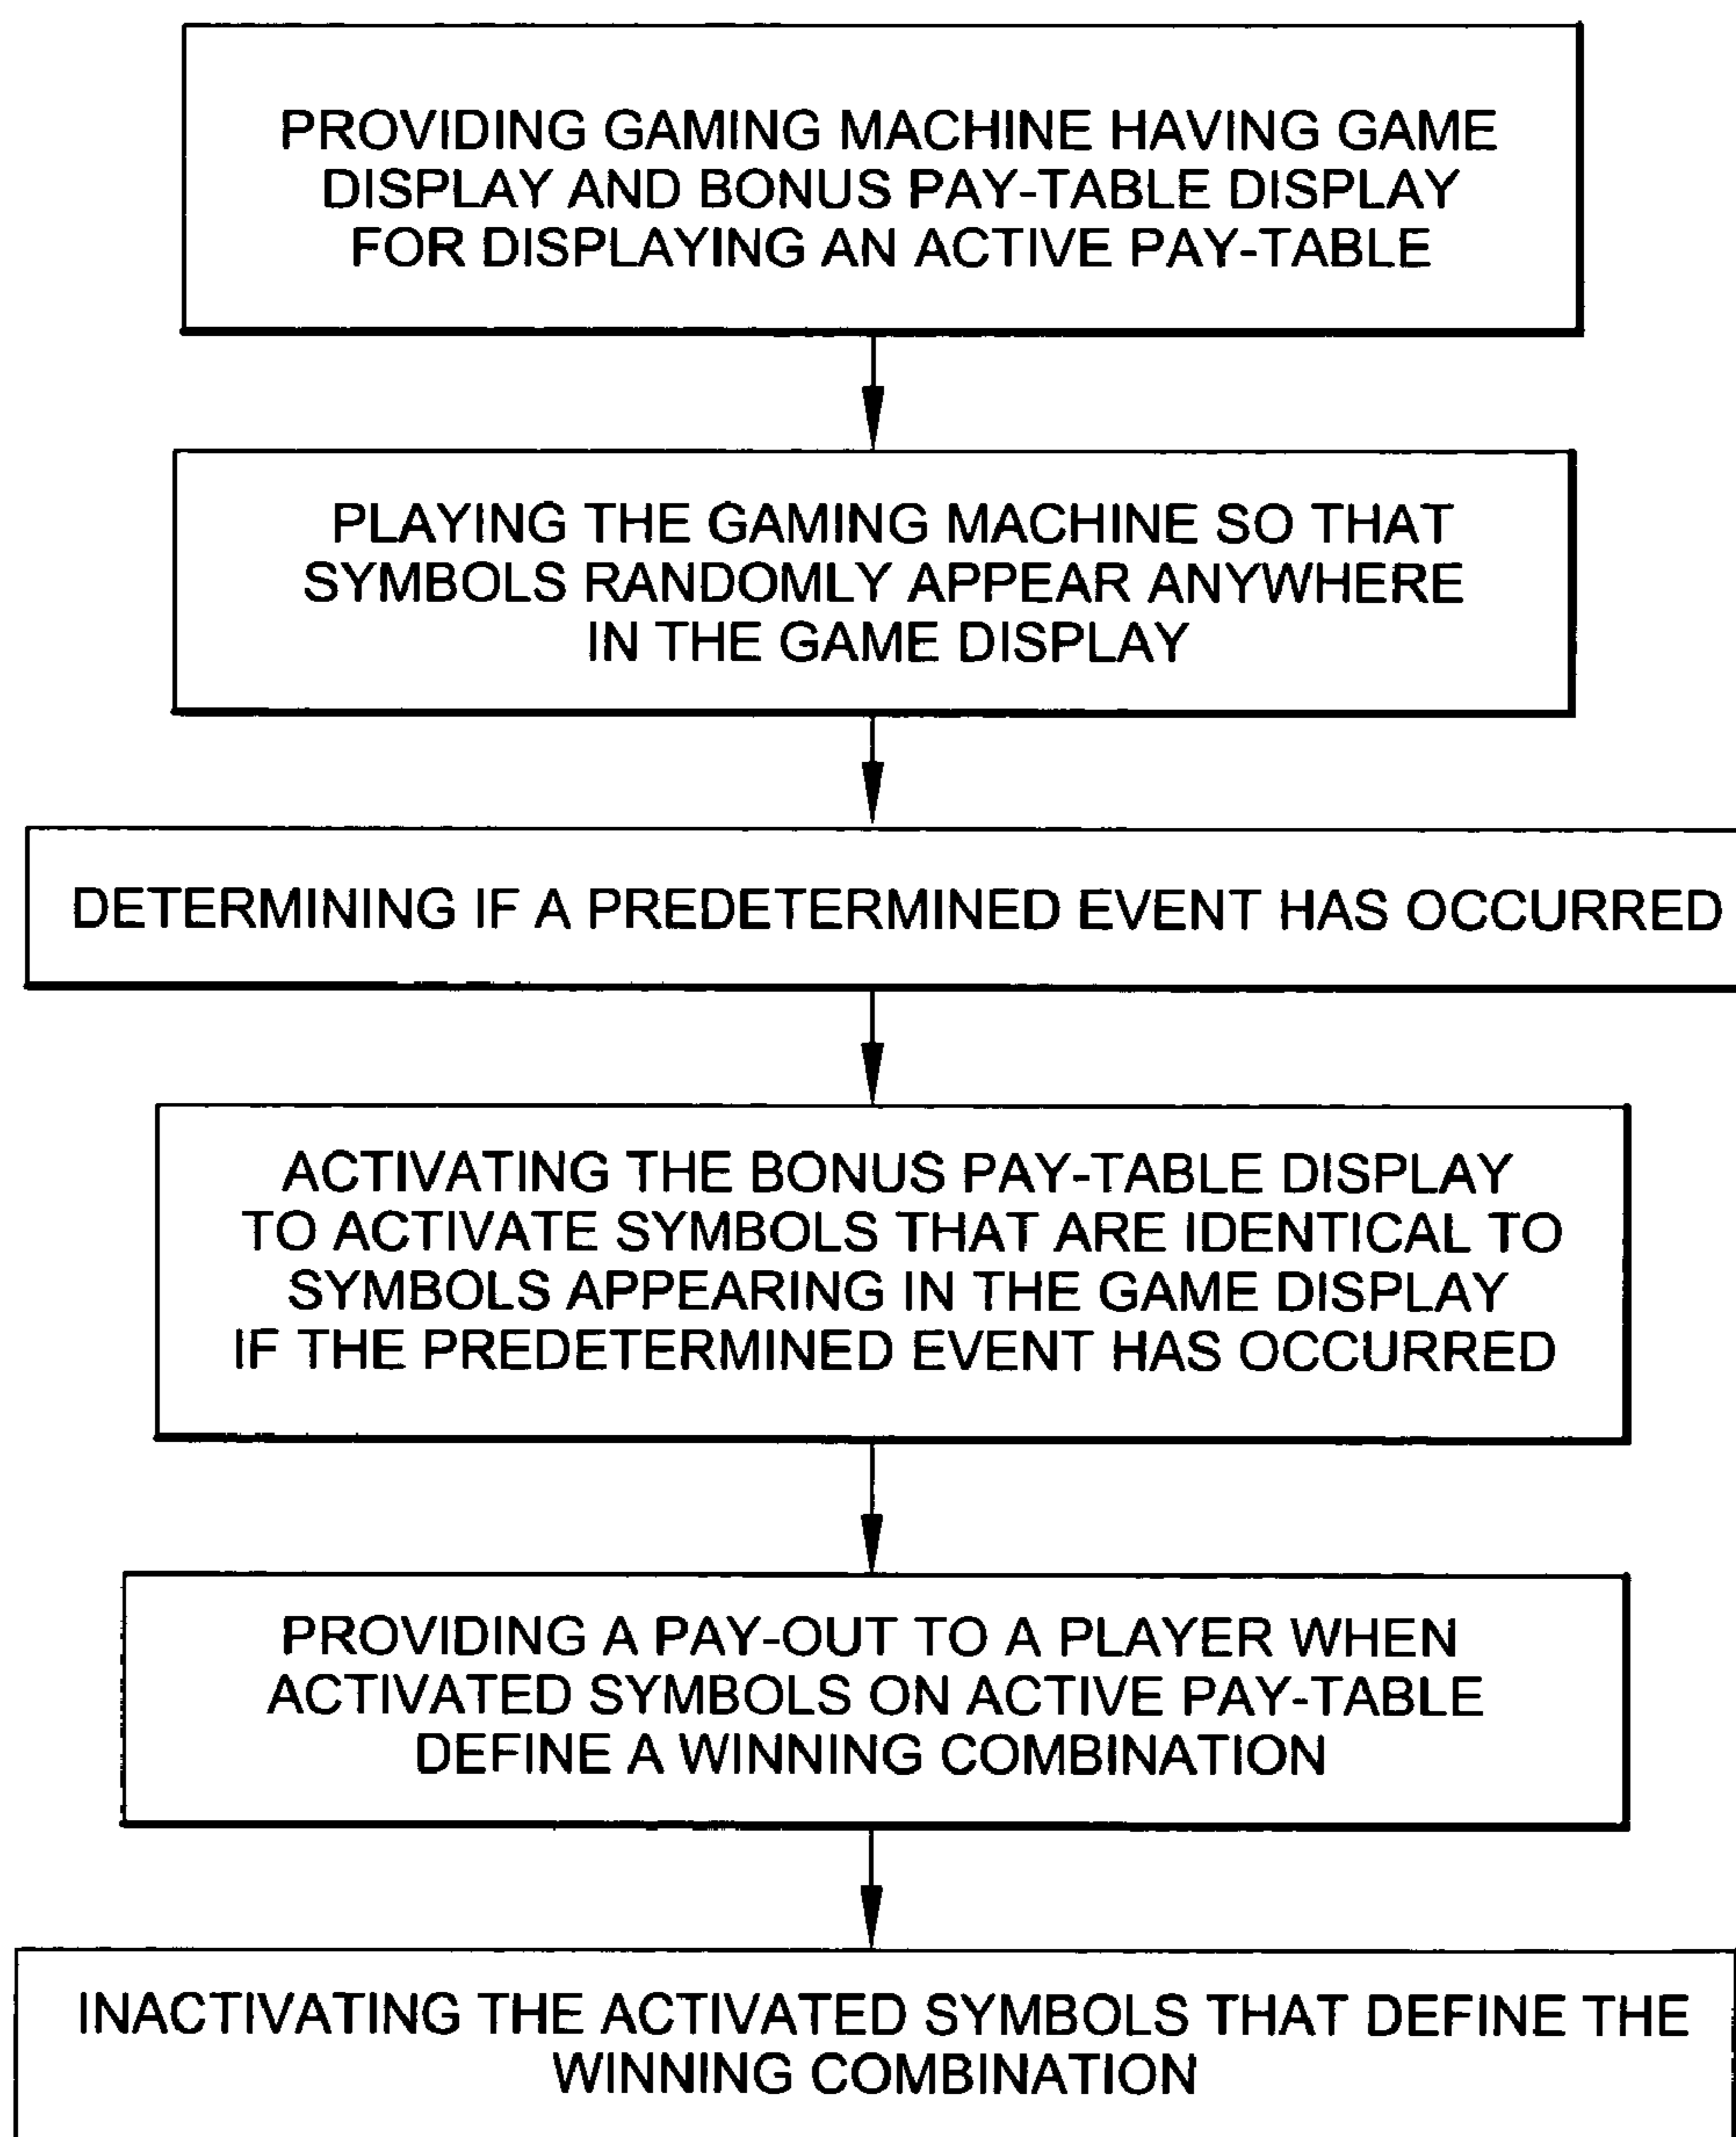 PROVIDING GAMING MACHINE HAVING GAME
DISPLAY AND BONUS PAY-TABLE DISPLAY
FOR DISPLAYING AN ACTIVE PAY-TABLE
PLAYING THE GAMING MACHINE SO THAT
SYMBOLS RANDOMLY APPEAR ANYWHERE
IN THE GAME DISPLAY
DETERMINING IF A PREDETERMINED EVENT HAS OCCURRED
ACTIVATING THE BONUS PAY-TABLE DISPLAY
TO ACTIVATE SYMBOLS THAT ARE IDENTICAL TO
SYMBOLS APPEARING IN THE GAME DISPLAY
IF THE PREDETERMINED EVENT HAS OCCURRED
PROVIDING A PAY-OUT TO A PLAYER WHEN
ACTIVATED SYMBOLS ON ACTIVE PAY-TABLE
DEFINE A WINNING COMBINATION
INACTIVATING THE ACTIVATED SYMBOLS THAT DEFINE THE
WINNING COMBINATION